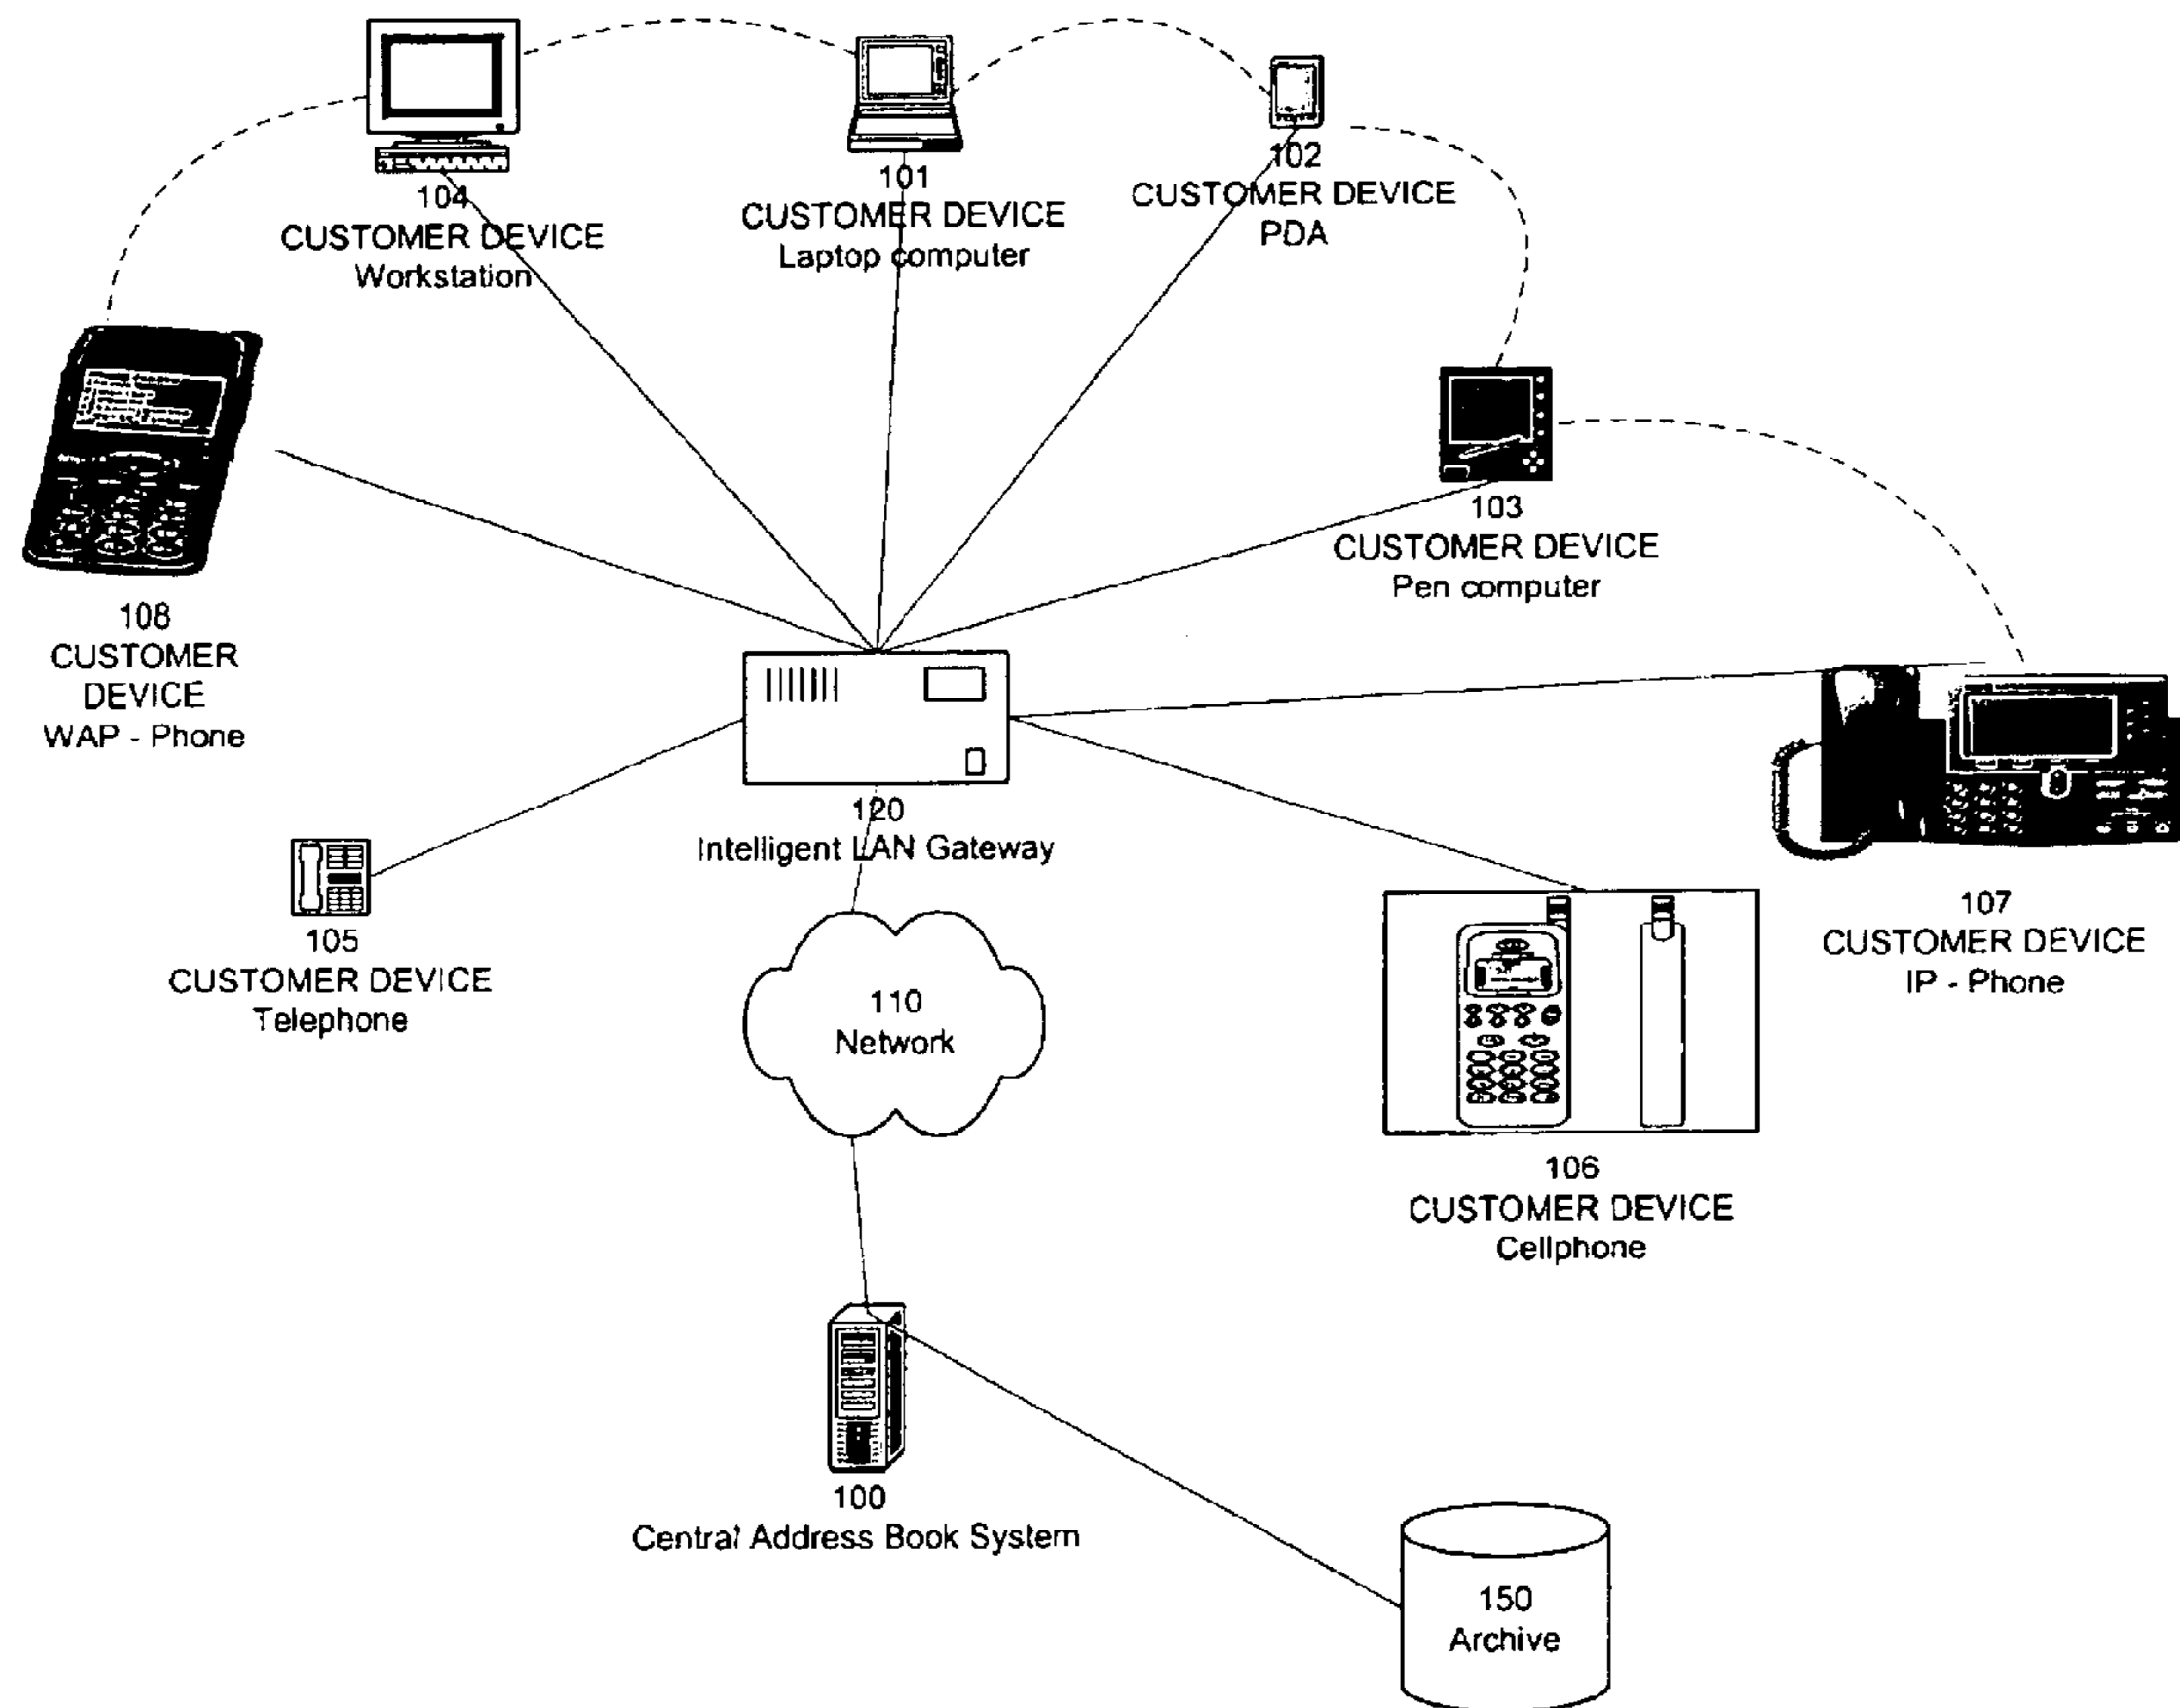 104
CUSTOMER DEVICE
Workstation
101
CUSTOMER DEVICE
Laptop computer
102
CUSTOMER DEVICE
PDA
103
CUSTOMER DEVICE
Pen computer
108
CUSTOMER
DEVICE
WAP - Phone
120
Intelligent LAN Gateway
105
CUSTOMER DEVICE
Telephone
107
CUSTOMER DEVICE
IP - Phone
110
Network
106
CUSTOMER DEVICE
Cellphone
100
Central Address Book System
150
Archive